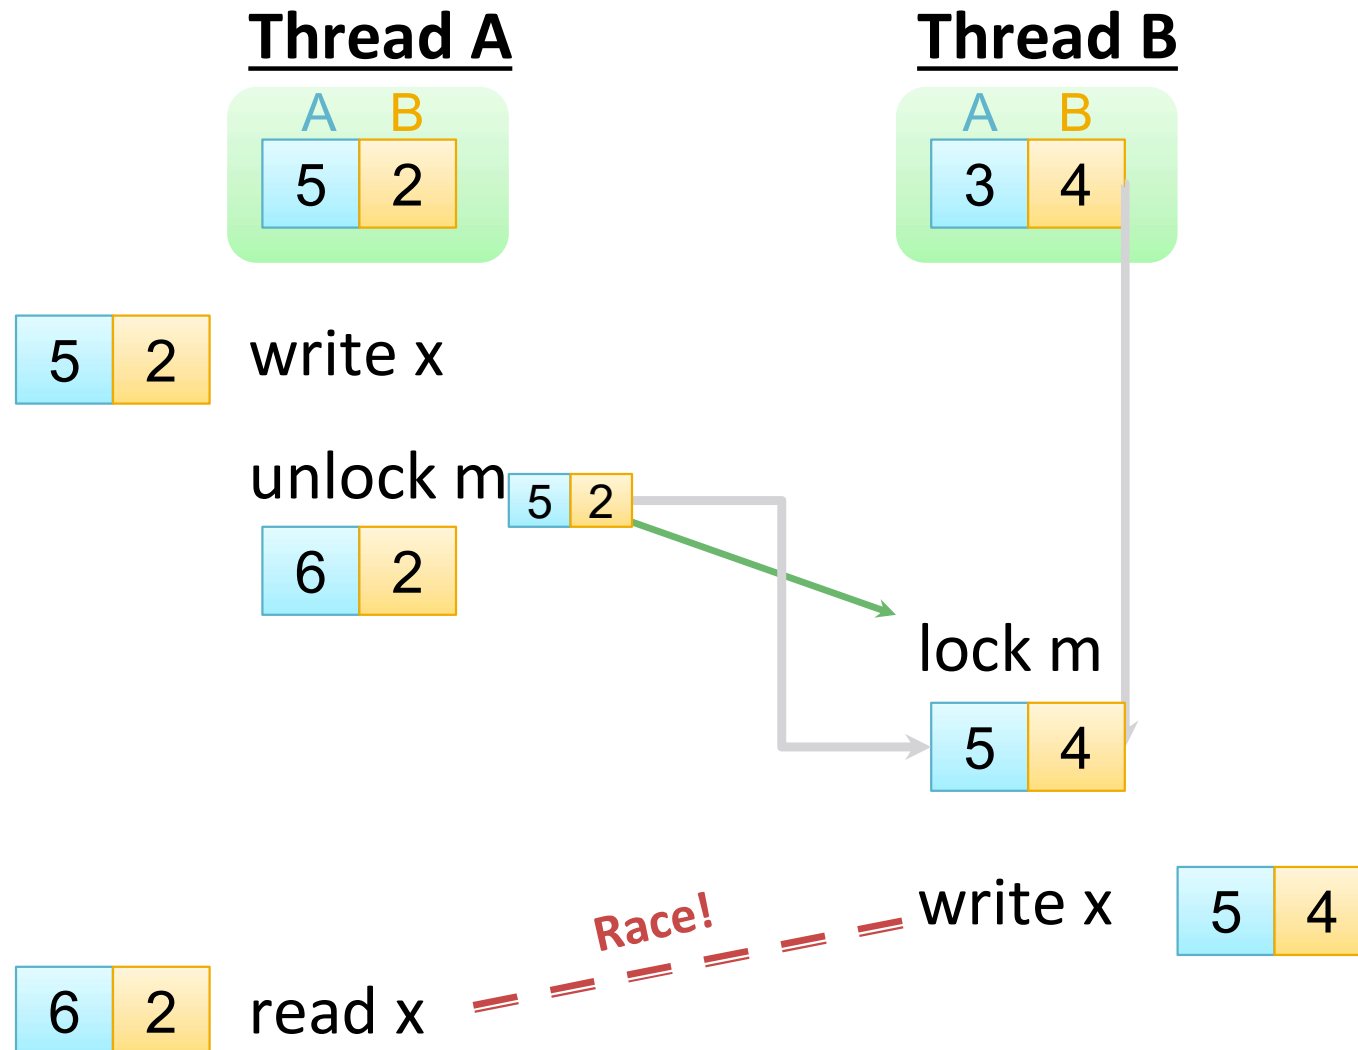 Thread A Thread B
A B A B
5 2 3 4
5 2 write x
unlock m 5 2
6 2
lock m
5 4
write x 5 4
Race!
6 2 read x